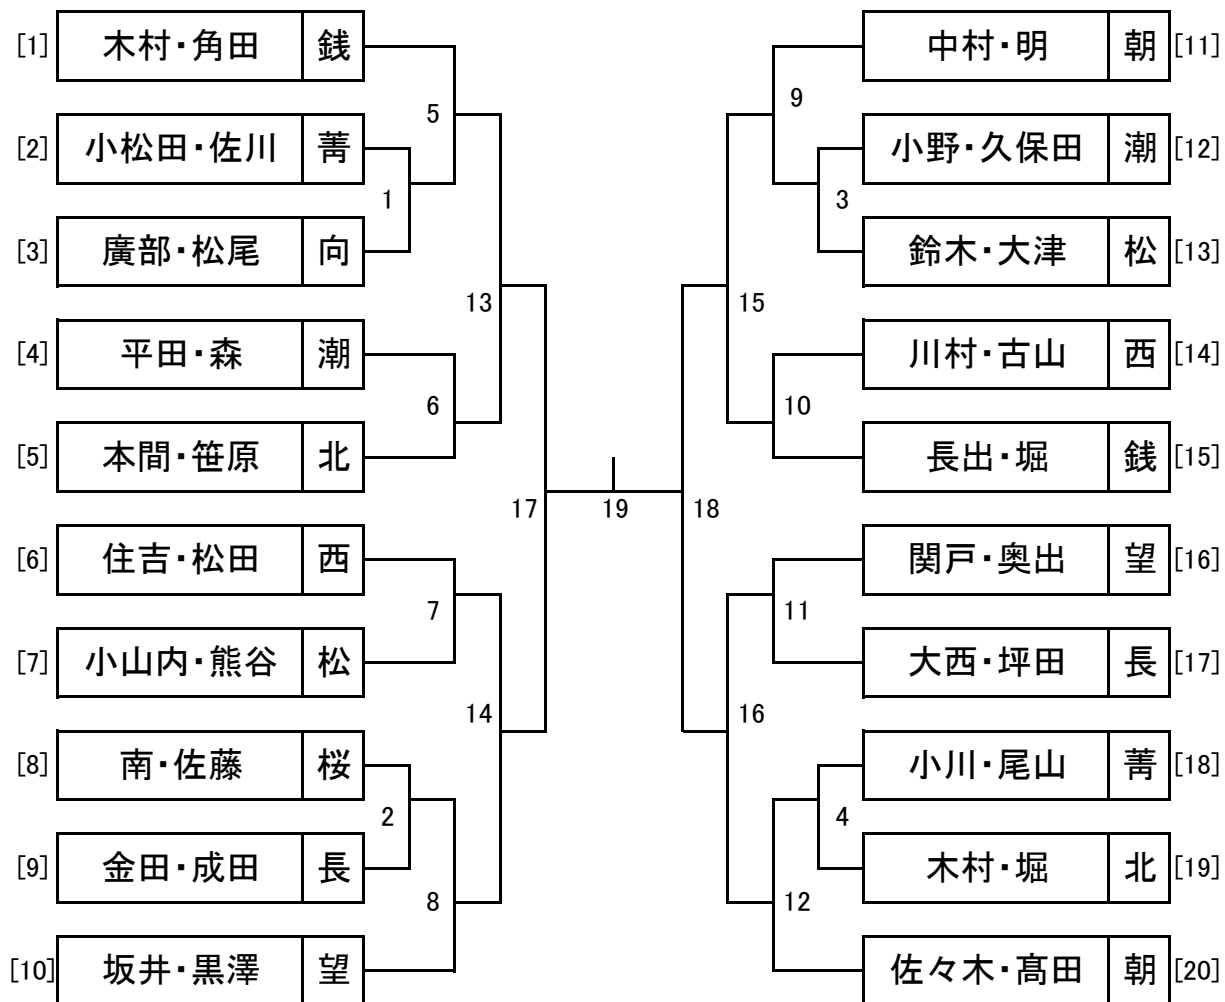 [1] 木村・角田 銭
[2] 小松田・佐川 菁
[3] 廣部・松尾 向
[4] 平田・森 潮
[5] 本間・笹原 北
[6] 住吉・松田 西
[7] 小山内・熊谷 松
[8] 南・佐藤 桜
[9] 金田・成田 長
[10] 坂井・黒澤 望
1
2
5
6
7
8
13
14
17
19
18
15
16
9
10
11
12
3
4
中村・明 朝 [11]
小野・久保田 潮 [12]
鈴木・大津 松 [13]
川村・古山 西 [14]
長出・堀 銭 [15]
関戸・奥出 望 [16]
大西・坪田 長 [17]
小川・尾山 菁 [18]
木村・堀 北 [19]
佐々木・髙田 朝 [20]